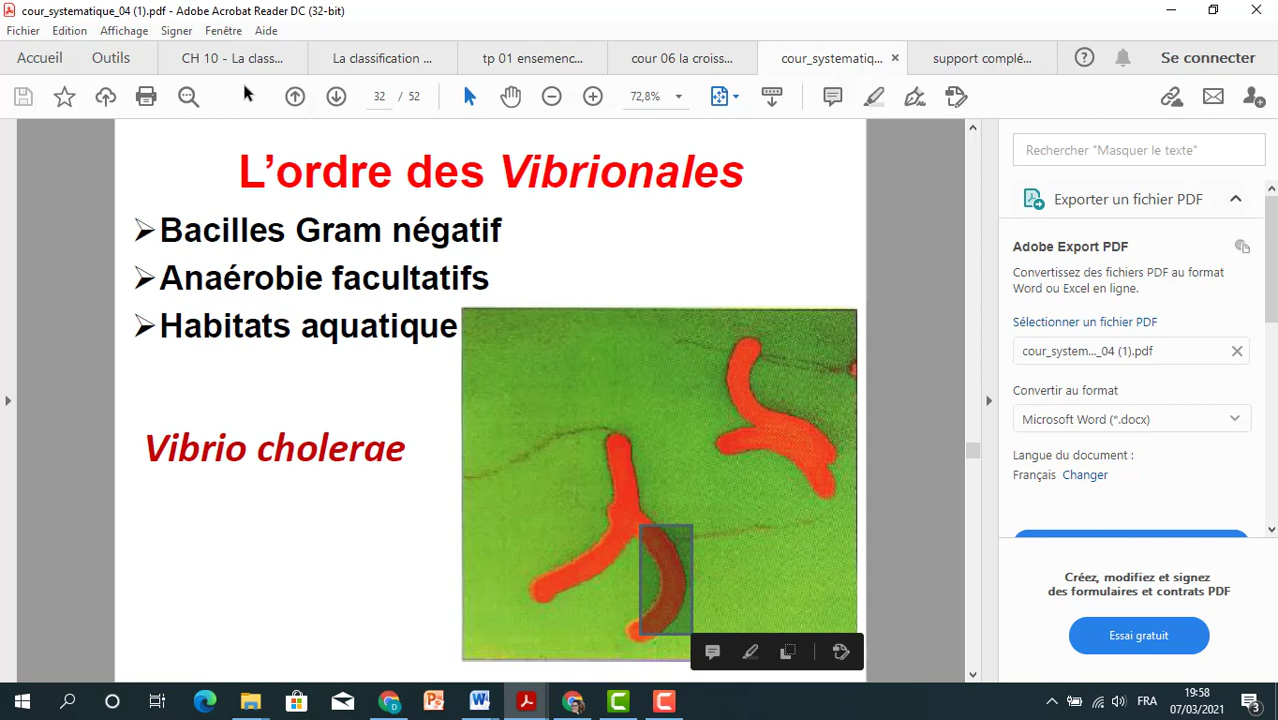 cour_systematique_04 (1).pdf - Adobe Acrobat Reader DC (32-bit)
Fichier Edition Affichage Signer Fenêtre Aide
Accueil Outils CH 10 - La class... La classification ... tp 01 ensemenc... cour 06 la croiss... cour_systematiq... × support complé... Se connecter
32 / 52 72,8%
L'ordre des Vibrionales
Bacilles Gram négatif
Anaérobie facultatifs
Habitats aquatique
Vibrio cholerae
Rechercher "Masquer le texte"
Exporter un fichier PDF
Adobe Export PDF
Convertissez des fichiers PDF au format
Word ou Excel en ligne.
Sélectionner un fichier PDF
cour_system..._04 (1).pdf
Convertir au format
Microsoft Word (*.docx)
Langue du document :
Français Changer
Créez, modifiez et signez
des formulaires et contrats PDF
Essai gratuit
FRA
19:58
07/03/2021
3